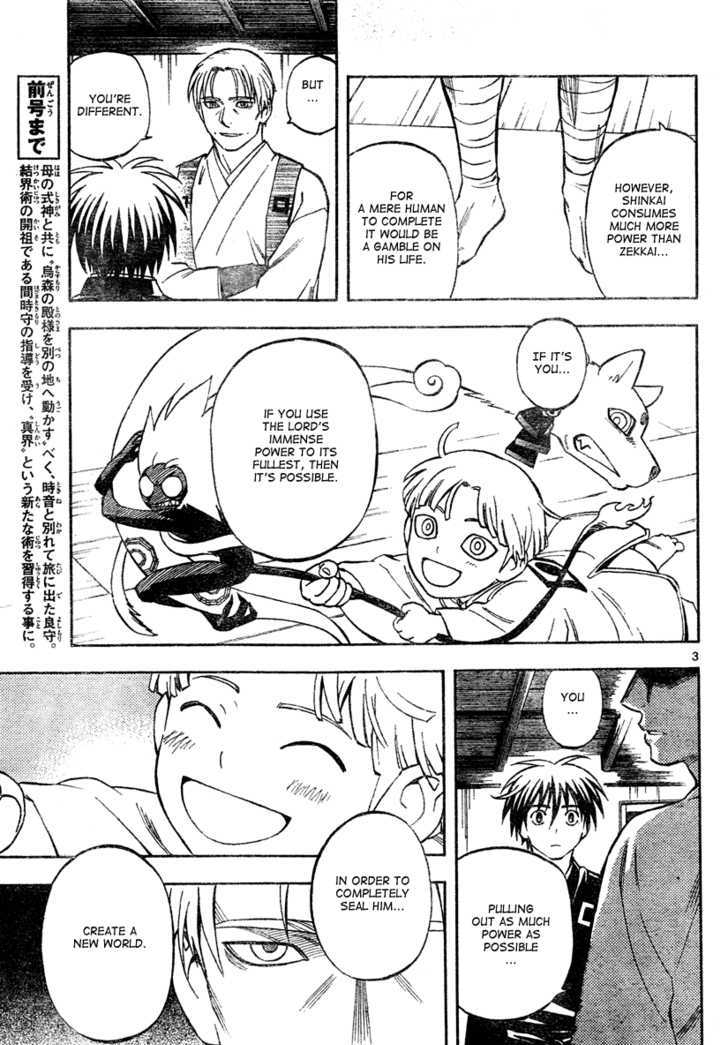 HOWEVER,
SHINKAI
CONSUMES
MUCH MORE
POWER THAN
ZEKKAI...
FOR
A MERE HUMAN
TO COMPLETE
IT WOULD BE
A GAMBLE ON
HIS LIFE.
BUT
...
YOU'RE
DIFFERENT.
前号まで
母の式神と共に〝烏森の殿様を別の地へ動かす〟べく、時音と別れて旅に出た良守。
結界術の開祖である間時守の指導を受け、〝真界〟という新たな術を習得する事に。
IF IT'S
YOU...
IF YOU USE
THE LORD'S
IMMENSE
POWER TO ITS
FULLEST, THEN
IT'S POSSIBLE.
3
YOU
...
PULLING
OUT AS MUCH
POWER AS
POSSIBLE
...
IN ORDER TO
COMPLETELY
SEAL HIM...
CREATE A
NEW WORLD.